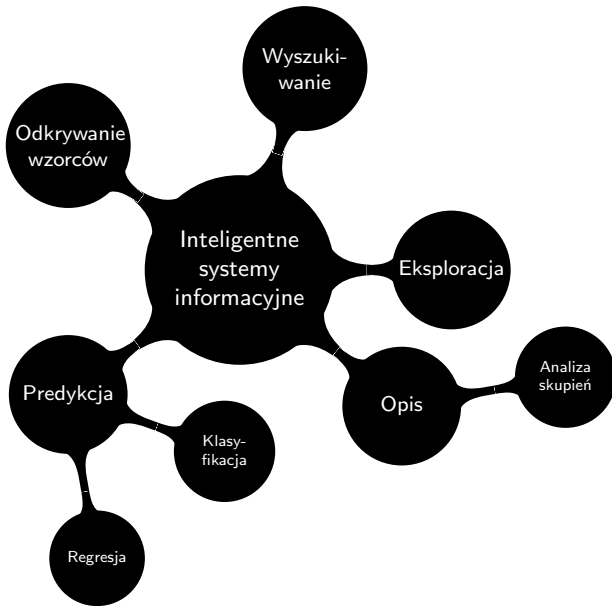 Wyszuki-
wanie
Odkrywanie
wzorców
Inteligentne
systemy
informacyjne
Eksploracja
Predykcja
Opis
Analiza
skupień
Klasy-
fikacja
Regresja